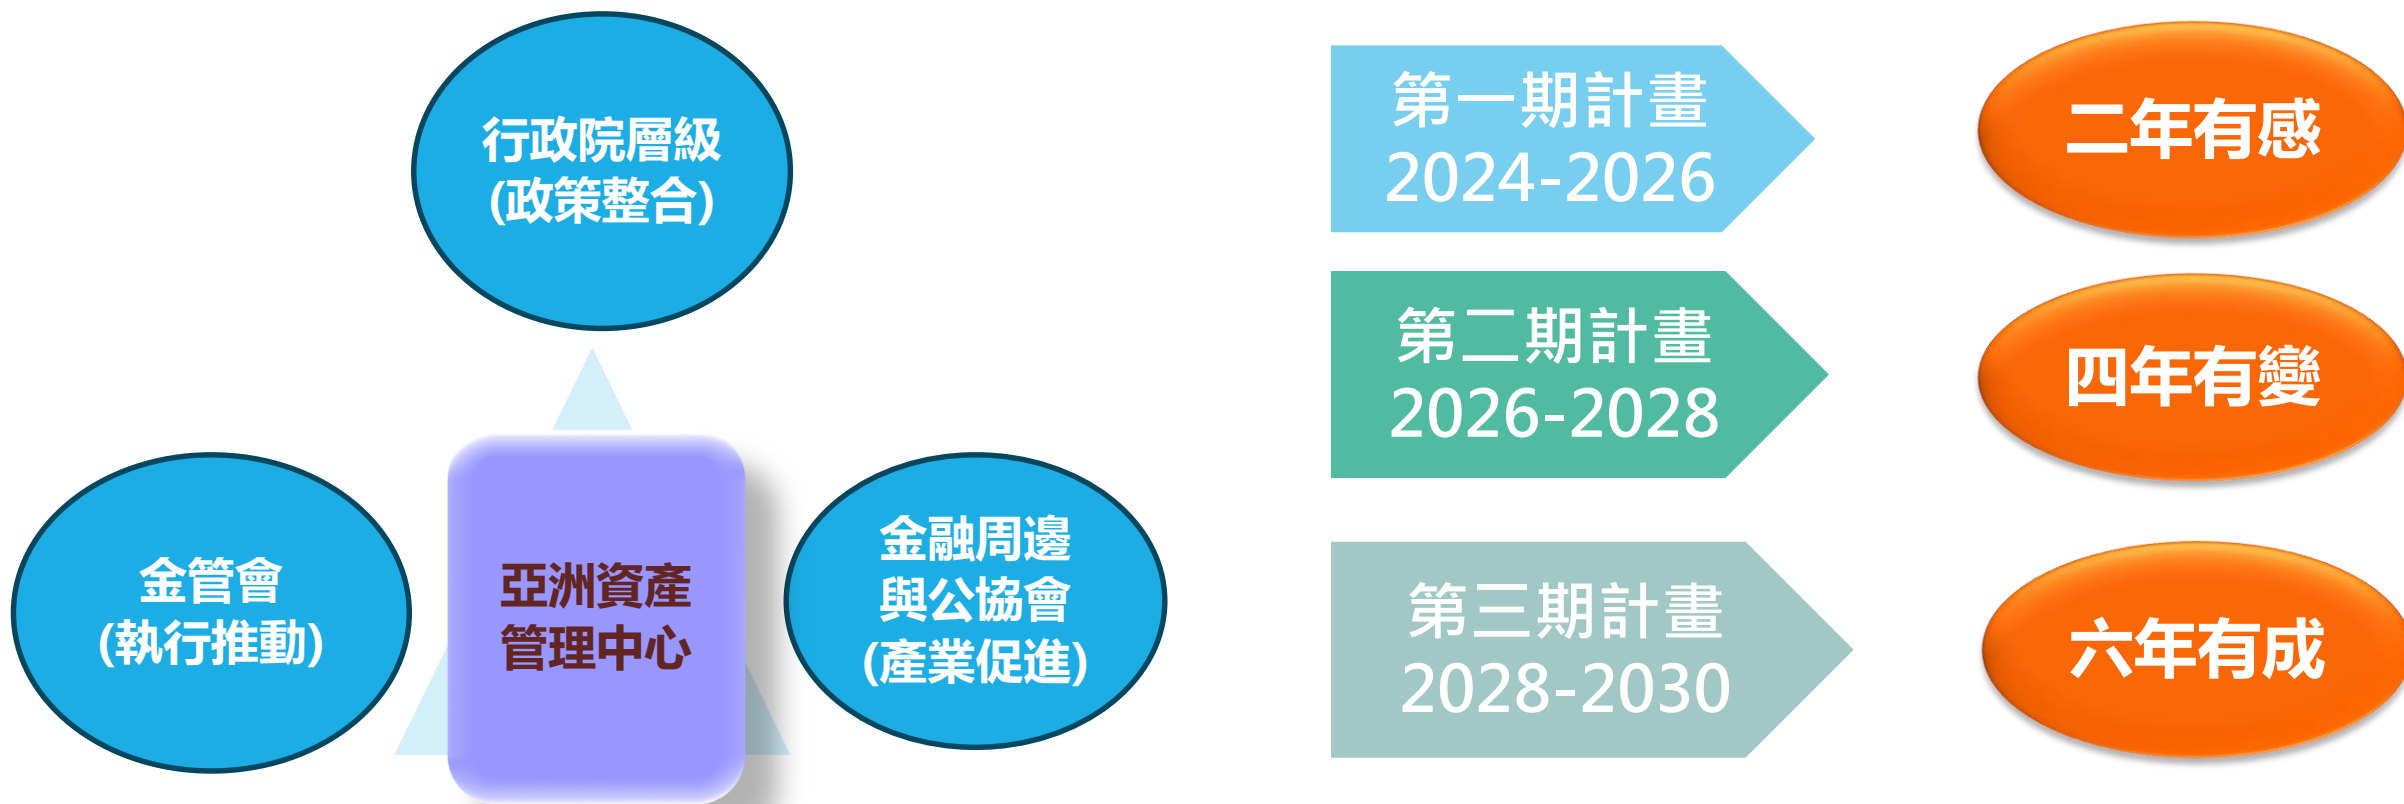 行政院層級
(政策整合)
金管會
(執行推動)
亞洲資產
管理中心
金融周邊
與公協會
(產業促進)
第一期計畫
2024-2026
二年有感
第二期計畫
2026-2028
四年有變
第三期計畫
2028-2030
六年有成